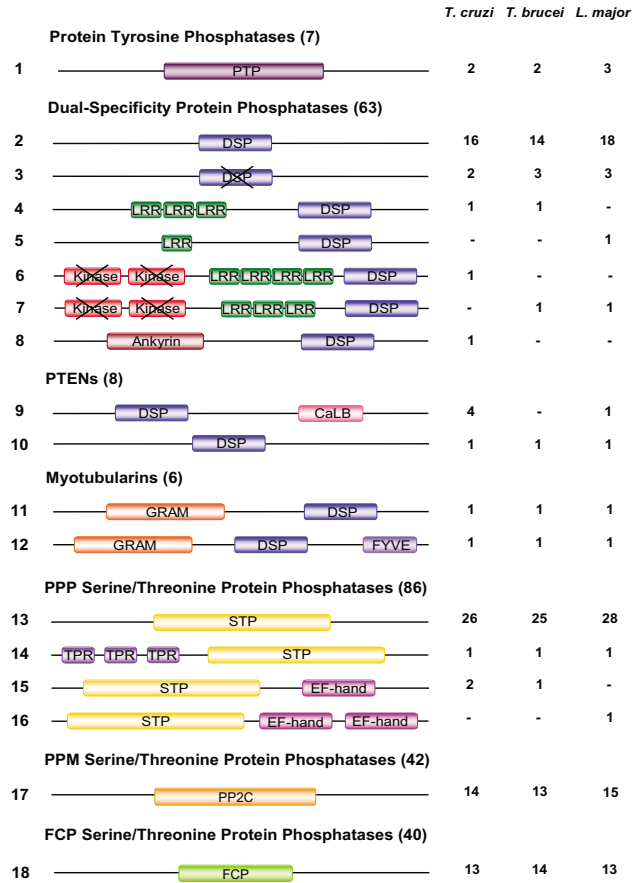 T. cruzi T. brucei L. major
Protein Tyrosine Phosphatases (7)
1 PTP 2 2 3
Dual-Specificity Protein Phosphatases (63)
2 DSP 16 14 18
3 DSP 2 3 3
4 LRR LRR LRR DSP 1 1 -
5 LRR DSP - - 1
6 Kinase Kinase LRR LRR LRR LRR DSP 1 - -
7 Kinase Kinase LRR LRR LRR DSP - 1 1
8 Ankyrin DSP 1 - -
PTENs (8)
9 DSP CaLB 4 - 1
10 DSP 1 1 1
Myotubularins (6)
11 GRAM DSP 1 1 1
12 GRAM DSP FYVE 1 1 1
PPP Serine/Threonine Protein Phosphatases (86)
13 STP 26 25 28
14 TPR TPR TPR STP 1 1 1
15 STP EF-hand 2 1 -
16 STP EF-hand EF-hand - - 1
PPM Serine/Threonine Protein Phosphatases (42)
17 PP2C 14 13 15
FCP Serine/Threonine Protein Phosphatases (40)
18 FCP 13 14 13